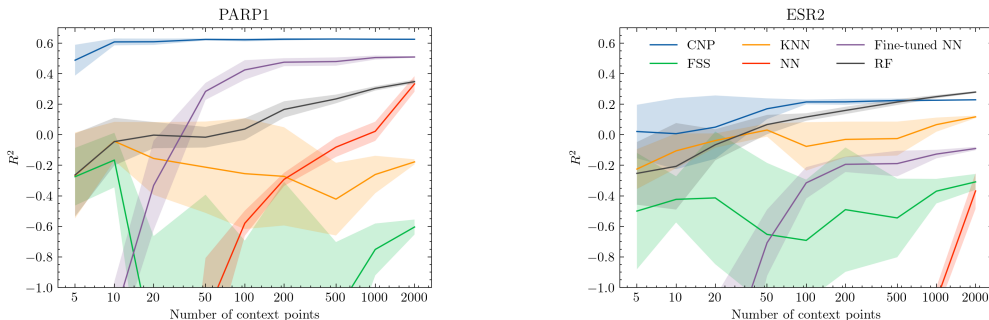 PARP1
R²
0.6
0.4
0.2
0.0
−0.2
−0.4
−0.6
−0.8
−1.0
5 10 20 50 100 200 500 1000 2000
Number of context points
ESR2
CNP KNN Fine-tuned NN
FSS NN RF
R²
0.6
0.4
0.2
0.0
−0.2
−0.4
−0.6
−0.8
−1.0
5 10 20 50 100 200 500 1000 2000
Number of context points